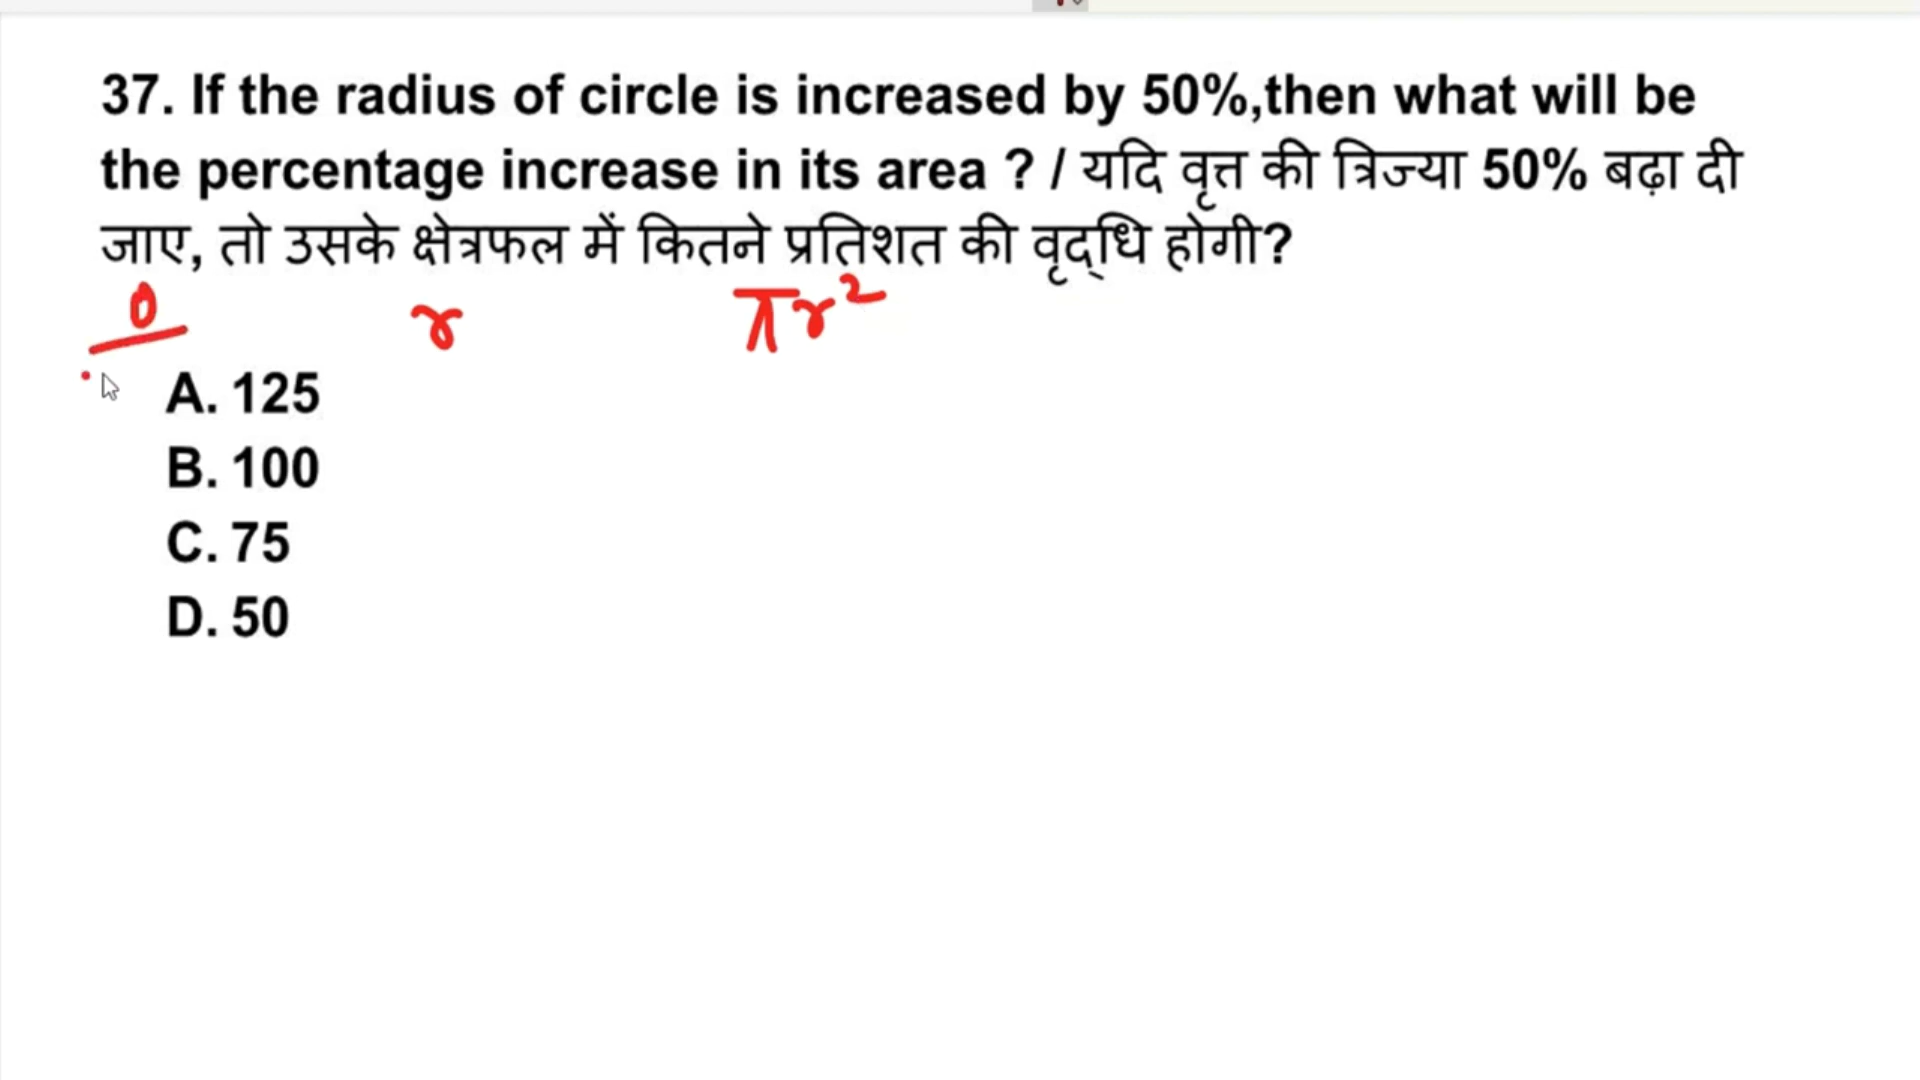 37. If the radius of circle is increased by 50%,then what will be
the percentage increase in its area ? / यदि वृत्त की त्रिज्या 50% बढ़ा दी
जाए, तो उसके क्षेत्रफल में कितने प्रतिशत की वृद्धि होगी?
0 r πr²
A. 125
B. 100
C. 75
D. 50